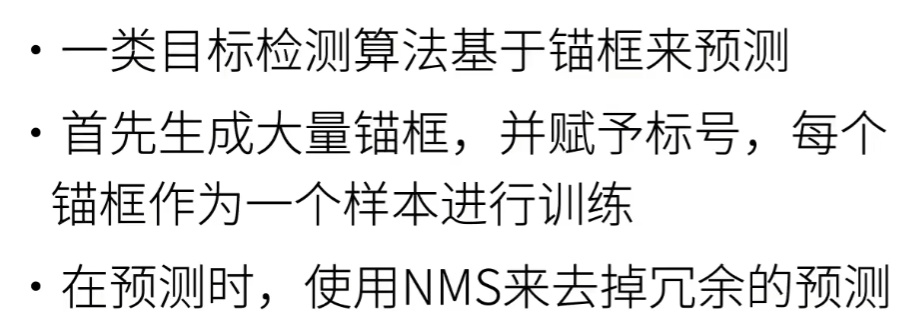 • 一类目标检测算法基于锚框来预测
• 首先生成大量锚框，并赋予标号，每个
锚框作为一个样本进行训练
• 在预测时，使用NMS来去掉冗余的预测